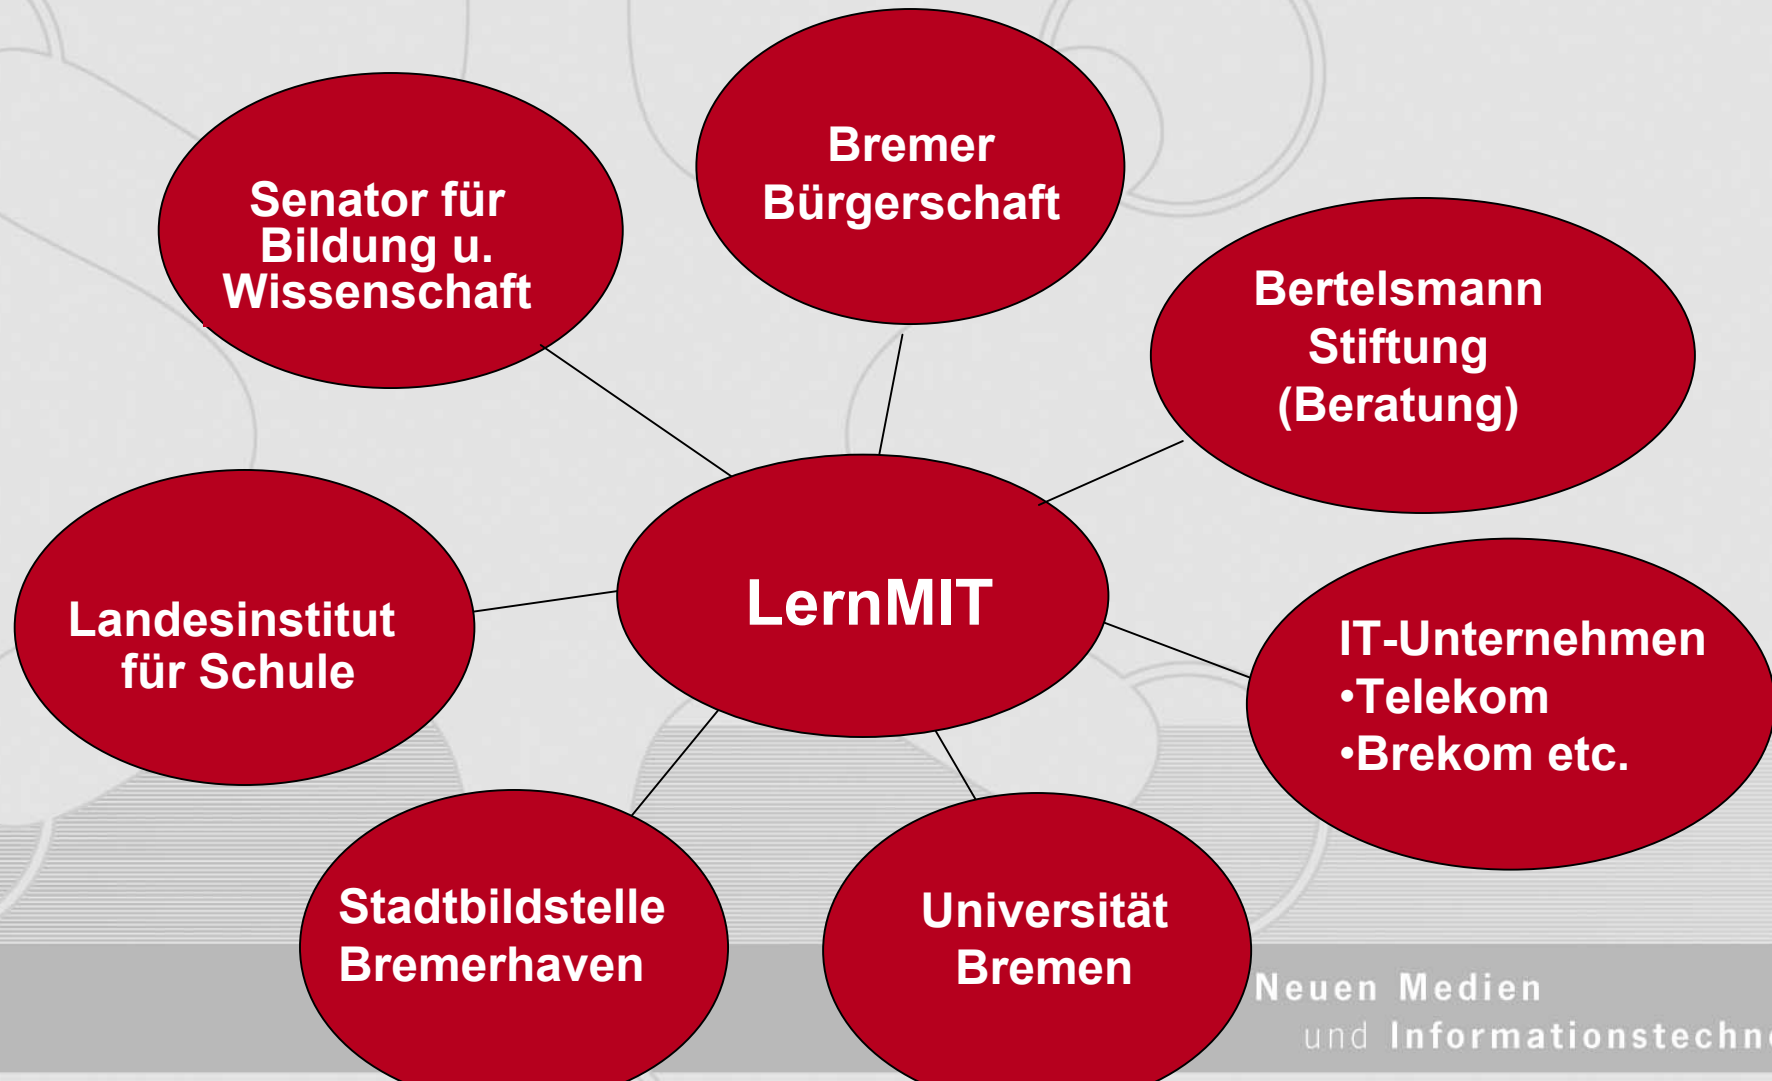 Bremer
Bürgerschaft
Senator für
Bildung u.
Wissenschaft
Bertelsmann
Stiftung
(Beratung)
LernMIT
Landesinstitut
für Schule
IT-Unternehmen
•Telekom
•Brekom etc.
Stadtbildstelle
Bremerhaven
Universität
Bremen
Neuen Medien
und Informationstechn